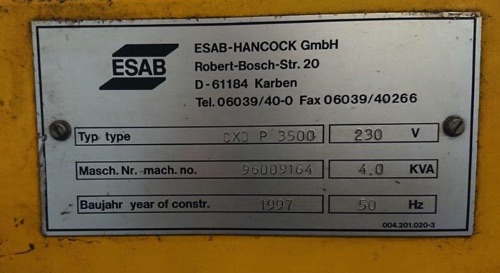 ESAB
ESAB-HANCOCK GmbH
Robert-Bosch-Str. 20
D-61184 Karben
Tel. 06039/40-0 Fax 06039/40266
Typ type CXD P 3500 230 V
Masch. Nr. mach. no. 96009164 4.0 KVA
Baujahr year of constr. 1997 50 Hz
004.201.020-3